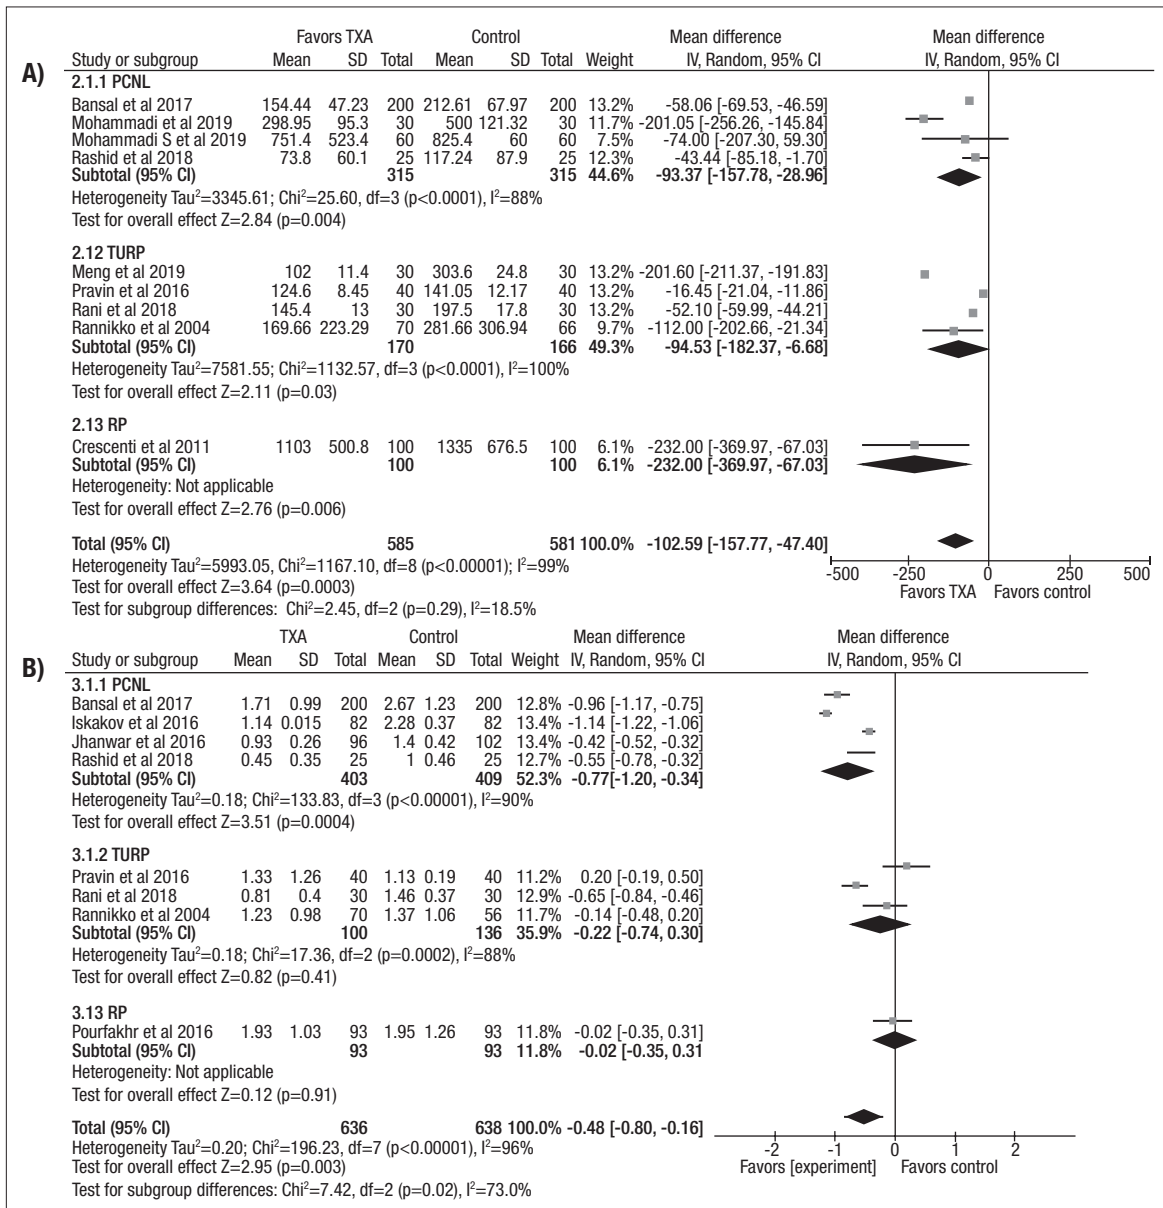 A)
Favors TXA Control Mean difference Mean difference
Study or subgroup Mean SD Total Mean SD Total Weight IV, Random, 95% CI IV, Random, 95% CI
2.1.1 PCNL
Bansal et al 2017 154.44 47.23 200 212.61 67.97 200 13.2% -58.06 [-69.53, -46.59]
Mohammadi et al 2019 298.95 95.3 30 500 121.32 30 11.7% -201.05 [-256.26, -145.84]
Mohammadi S et al 2019 751.4 523.4 60 825.4 60 60 7.5% -74.00 [-207.30, 59.30]
Rashid et al 2018 73.8 60.1 25 117.24 87.9 25 12.3% -43.44 [-85.18, -1.70]
Subtotal (95% CI) 315 315 44.6% -93.37 [-157.78, -28.96]
Heterogeneity Tau²=3345.61; Chi²=25.60, df=3 (p<0.0001), I²=88%
Test for overall effect Z=2.84 (p=0.004)
2.12 TURP
Meng et al 2019 102 11.4 30 303.6 24.8 30 13.2% -201.60 [-211.37, -191.83]
Pravin et al 2016 124.6 8.45 40 141.05 12.17 40 13.2% -16.45 [-21.04, -11.86]
Rani et al 2018 145.4 13 30 197.5 17.8 30 13.2% -52.10 [-59.99, -44.21]
Rannikko et al 2004 169.66 223.29 70 281.66 306.94 66 9.7% -112.00 [-202.66, -21.34]
Subtotal (95% CI) 170 166 49.3% -94.53 [-182.37, -6.68]
Heterogeneity Tau²=7581.55; Chi²=1132.57, df=3 (p<0.0001), I²=100%
Test for overall effect Z=2.11 (p=0.03)
2.13 RP
Crescenti et al 2011 1103 500.8 100 1335 676.5 100 6.1% -232.00 [-369.97, -67.03]
Subtotal (95% CI) 100 100 6.1% -232.00 [-369.97, -67.03]
Heterogeneity: Not applicable
Test for overall effect Z=2.76 (p=0.006)
Total (95% CI) 585 581 100.0% -102.59 [-157.77, -47.40]
Heterogeneity Tau²=5993.05, Chi²=1167.10, df=8 (p<0.00001); I²=99%
Test for overall effect Z=3.64 (p=0.0003)
Test for subgroup differences: Chi²=2.45, df=2 (p=0.29), I²=18.5%
-500 -250 0 250 500
Favors TXA Favors control
B)
TXA Control Mean difference Mean difference
Study or subgroup Mean SD Total Mean SD Total Weight IV, Random, 95% CI IV, Random, 95% CI
3.1.1 PCNL
Bansal et al 2017 1.71 0.99 200 2.67 1.23 200 12.8% -0.96 [-1.17, -0.75]
Iskakov et al 2016 1.14 0.015 82 2.28 0.37 82 13.4% -1.14 [-1.22, -1.06]
Jhanwar et al 2016 0.93 0.26 96 1.4 0.42 102 13.4% -0.42 [-0.52, -0.32]
Rashid et al 2018 0.45 0.35 25 1 0.46 25 12.7% -0.55 [-0.78, -0.32]
Subtotal (95% CI) 403 409 52.3% -0.77[-1.20, -0.34]
Heterogeneity Tau²=0.18; Chi²=133.83, df=3 (p<0.00001), I²=90%
Test for overall effect Z=3.51 (p=0.0004)
3.1.2 TURP
Pravin et al 2016 1.33 1.26 40 1.13 0.19 40 11.2% 0.20 [-0.19, 0.50]
Rani et al 2018 0.81 0.4 30 1.46 0.37 30 12.9% -0.65 [-0.84, -0.46]
Rannikko et al 2004 1.23 0.98 70 1.37 1.06 56 11.7% -0.14 [-0.48, 0.20]
Subtotal (95% CI) 100 136 35.9% -0.22 [-0.74, 0.30]
Heterogeneity Tau²=0.18; Chi²=17.36, df=2 (p=0.0002), I²=88%
Test for overall effect Z=0.82 (p=0.41)
3.13 RP
Pourfakhr et al 2016 1.93 1.03 93 1.95 1.26 93 11.8% -0.02 [-0.35, 0.31]
Subtotal (95% CI) 93 93 11.8% -0.02 [-0.35, 0.31
Heterogeneity: Not applicable
Test for overall effect Z=0.12 (p=0.91)
Total (95% CI) 636 638 100.0% -0.48 [-0.80, -0.16]
Heterogeneity Tau²=0.20; Chi²=196.23, df=7 (p<0.00001), I²=96%
Test for overall effect Z=2.95 (p=0.003)
Test for subgroup differences: Chi²=7.42, df=2 (p=0.02), I²=73.0%
-2 -1 0 1 2
Favors [experiment] Favors control